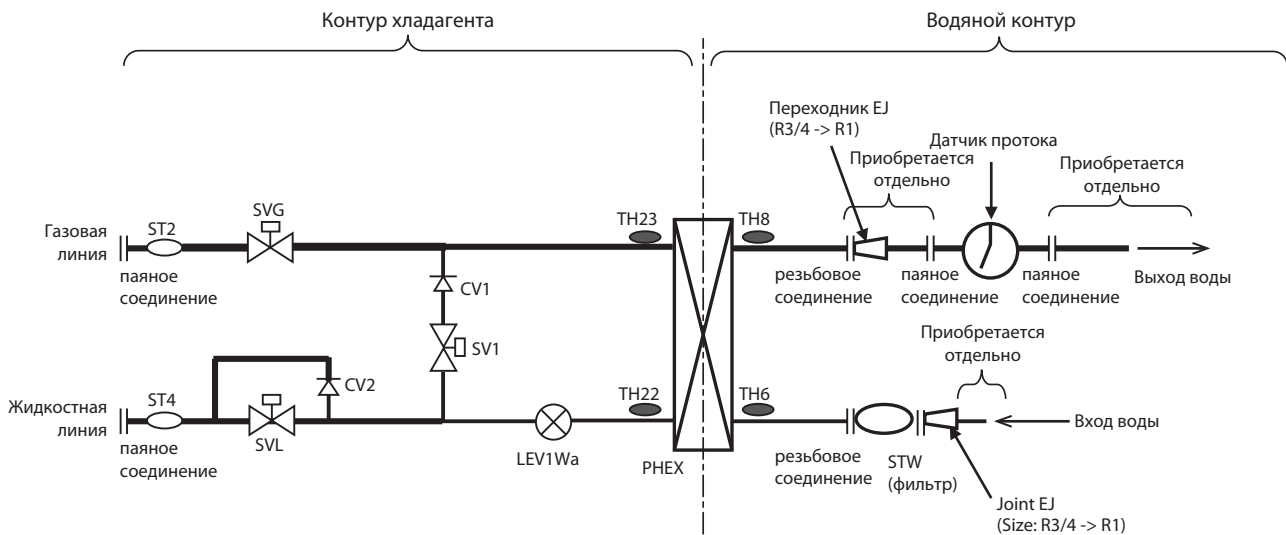 Контур хладагента
Водяной контур
Переходник EJ
(R3/4 -> R1)
Датчик протока
Приобретается
отдельно
Приобретается
отдельно
SVG
ST2
TH23
TH8
Газовая
линия
паяное
соединение
CV1
резьбовое
соединение
паяное
соединение
паяное
соединение
Выход воды
SV1
Приобретается
отдельно
CV2
ST4
TH22
TH6
Жидкостная
линия
Вход воды
SVL
паяное
соединение
LEV1Wa
PHEX
резьбовое
соединение
STW
(фильтр)
Joint EJ
(Size: R3/4 -> R1)